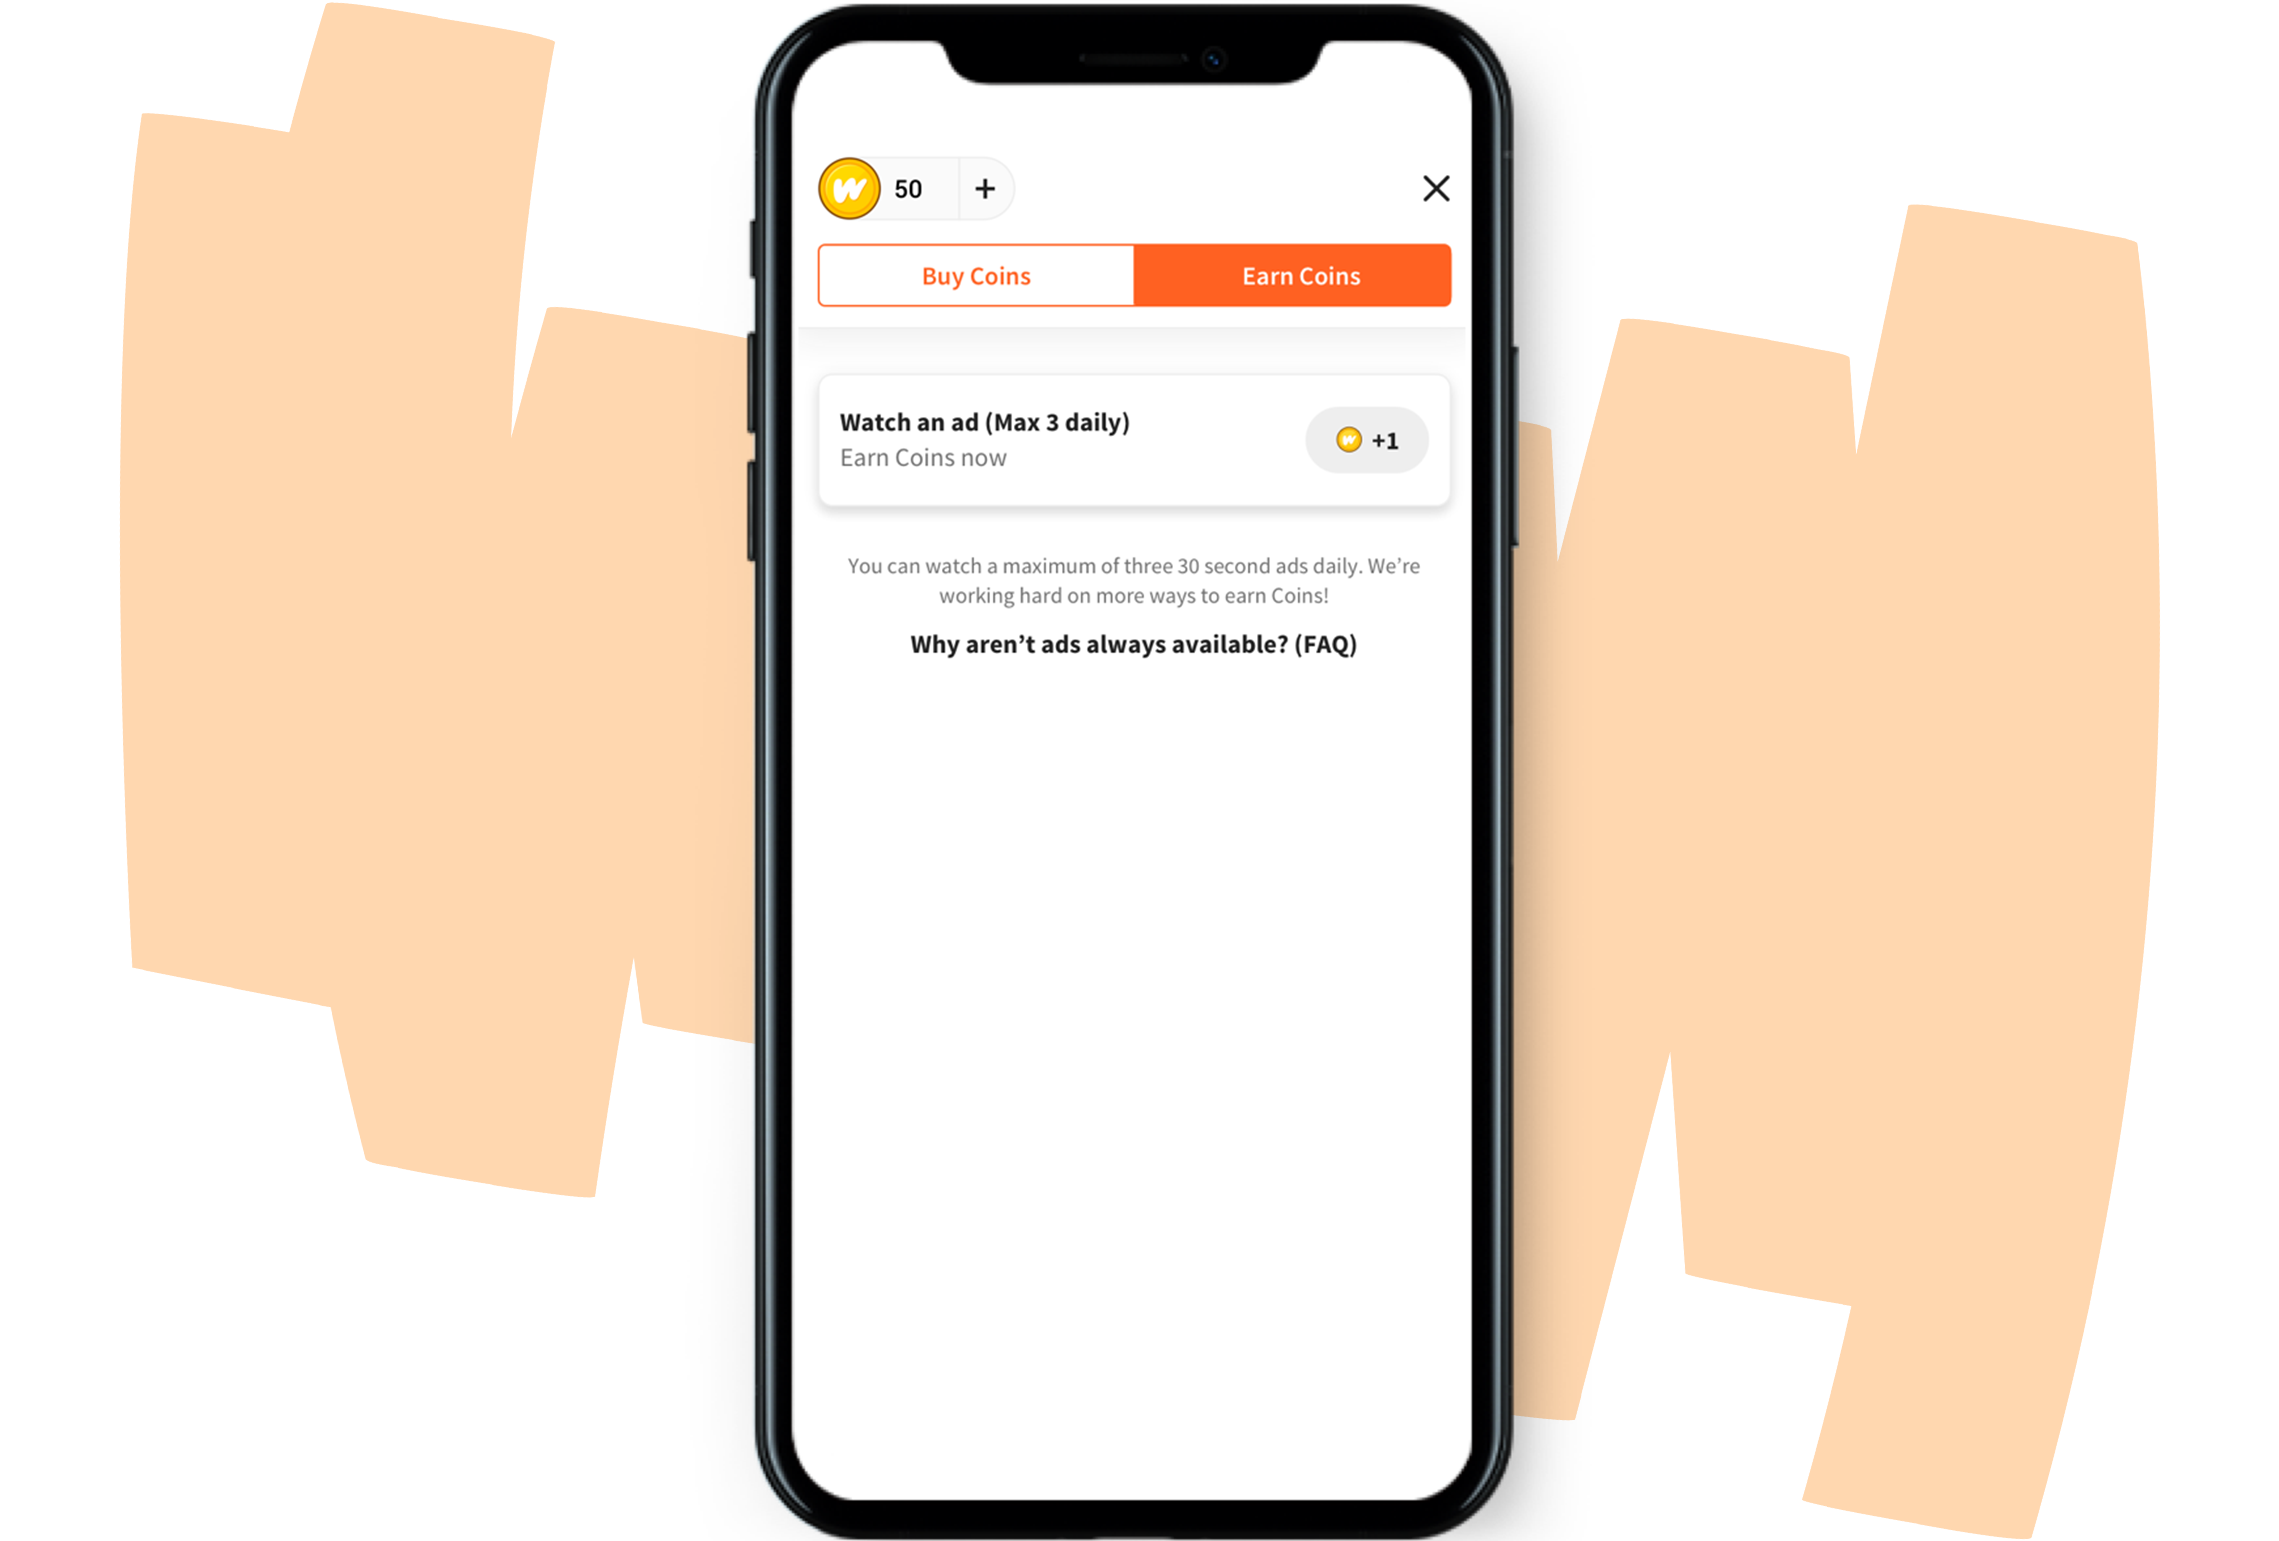 50 +
Buy Coins
Earn Coins
Watch an ad (Max 3 daily)
Earn Coins now
+1
You can watch a maximum of three 30 second ads daily. We’re
working hard on more ways to earn Coins!
Why aren’t ads always available? (FAQ)